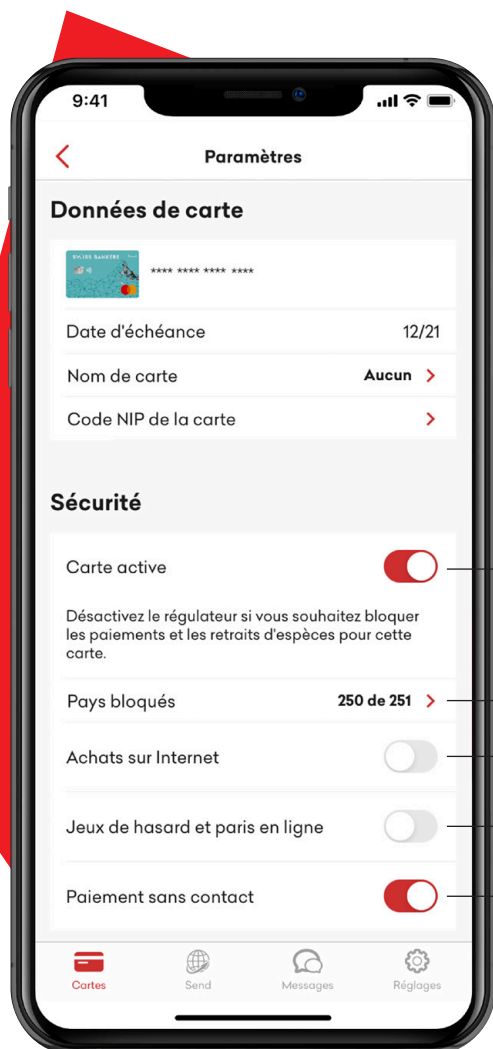 9:41
Paramètres
Données de carte
SWISS BANKERS
**** **** **** ****
Date d'échéance 12/21
Nom de carte Aucun
Code NIP de la carte
Sécurité
Carte active
Désactivez le régulateur si vous souhaitez bloquer
les paiements et les retraits d'espèces pour cette
carte.
Pays bloqués 250 de 251
Achats sur Internet
Jeux de hasard et paris en ligne
Paiement sans contact
Cartes Send Messages Réglages